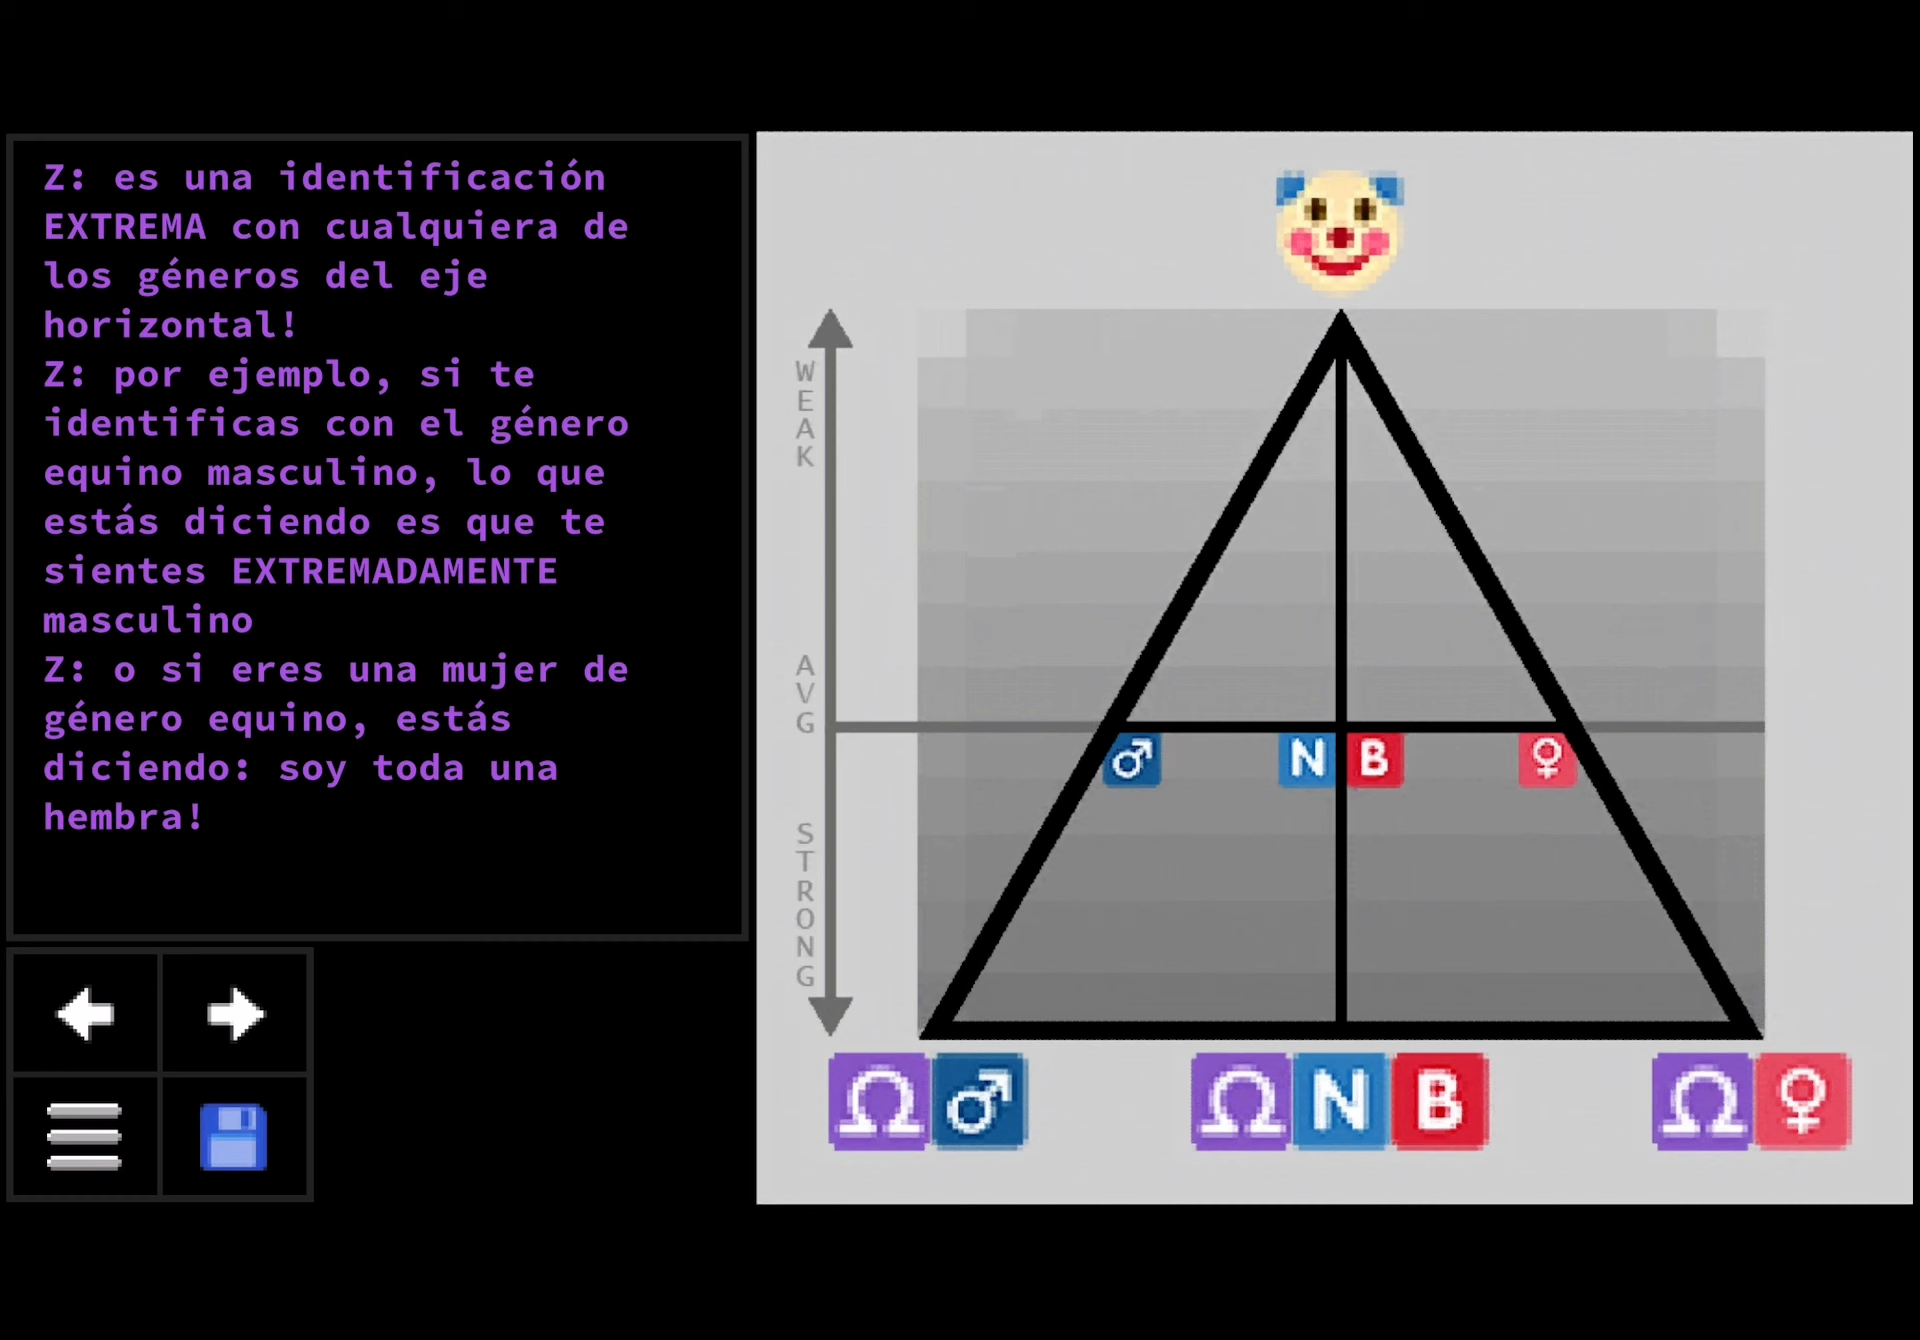 Z: es una identificación
EXTREMA con cualquiera de
los géneros del eje
horizontal!
Z: por ejemplo, si te
identificas con el género
equino masculino, lo que
estás diciendo es que te
sientes EXTREMADAMENTE
masculino
Z: o si eres una mujer de
género equino, estás
diciendo: soy toda una
hembra!
WEAK
AVG
STRONG
♂ N B ♀
Ω ♂ Ω N B Ω ♀